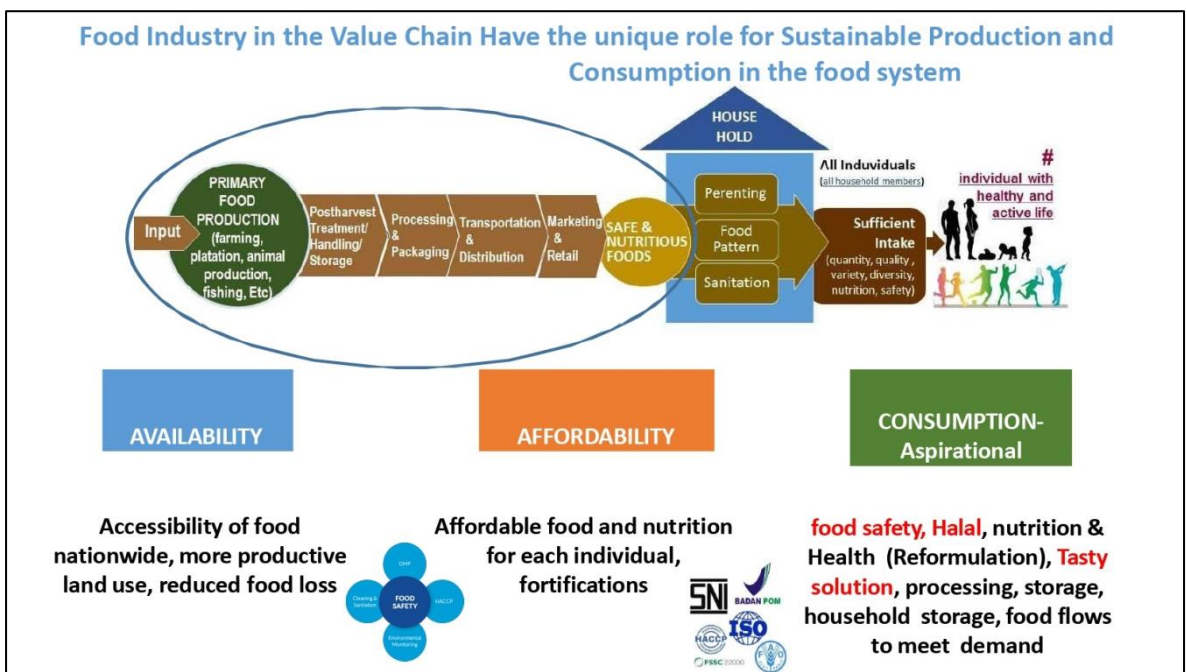 Food Industry in the Value Chain Have the unique role for Sustainable Production and
Consumption in the food system
HOUSE
HOLD
All Induviduals
(all household members)
#
individual with
healthy and
active life
Input
PRIMARY
FOOD
PRODUCTION
(farming,
platation, animal
production,
fishing, Etc)
Postharvest
Treatment/
Handling/
Storage
Processing
&
Packaging
Transportation
&
Distribution
Marketing
&
Retail
SAFE &
NUTRITIOUS
FOODS
Perenting
Food
Pattern
Sanitation
Sufficient
Intake
(quantity, quality ,
variety, diversity,
nutrition, safety)
AVAILABILITY
AFFORDABILITY
CONSUMPTION-
Aspirational
Accessibility of food
nationwide, more productive
land use, reduced food loss
GMP
Cleaning &
Sanitation
FOOD
SAFETY
HACCP
Environmental
Monitoring
Affordable food and nutrition
for each individual,
fortifications
SNI
BADAN POM
HACCP
ISO
FSSC 22000
FAO
food safety, Halal, nutrition &
Health (Reformulation), Tasty
solution, processing, storage,
household storage, food flows
to meet demand